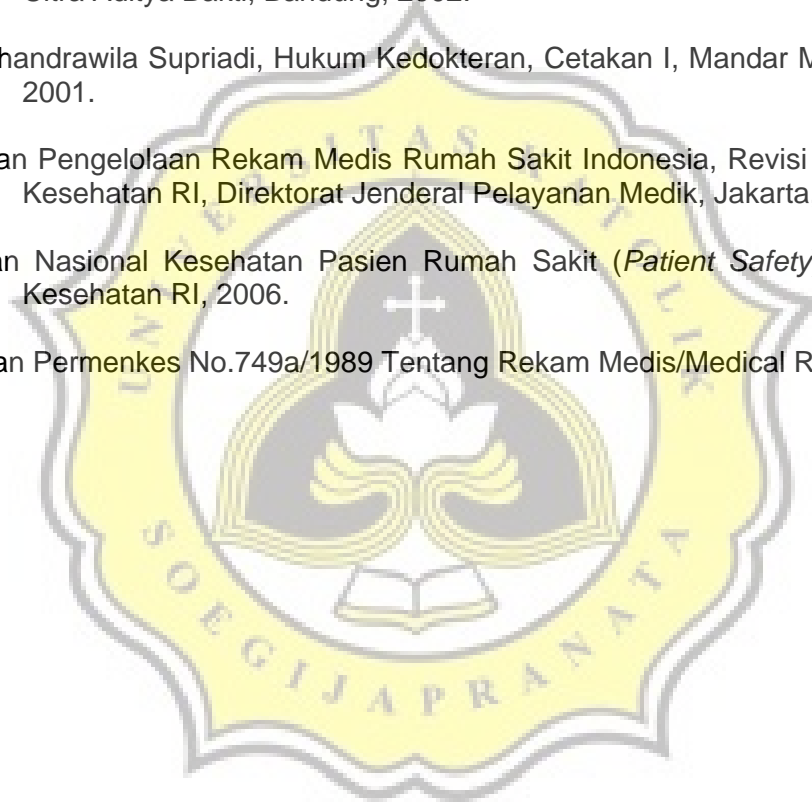 Citra Aditya Bakti, Bandung, 2002.
handrawila Supriadi, Hukum Kedokteran, Cetakan I, Mandar M
2001.
an Pengelolaan Rekam Medis Rumah Sakit Indonesia, Revisi
Kesehatan RI, Direktorat Jenderal Pelayanan Medik, Jakarta
an Nasional Kesehatan Pasien Rumah Sakit (Patient Safety
Kesehatan RI, 2006.
an Permenkes No.749a/1989 Tentang Rekam Medis/Medical R
UNIVERSITAS KATOLIK
SOEGIJAPRANATA